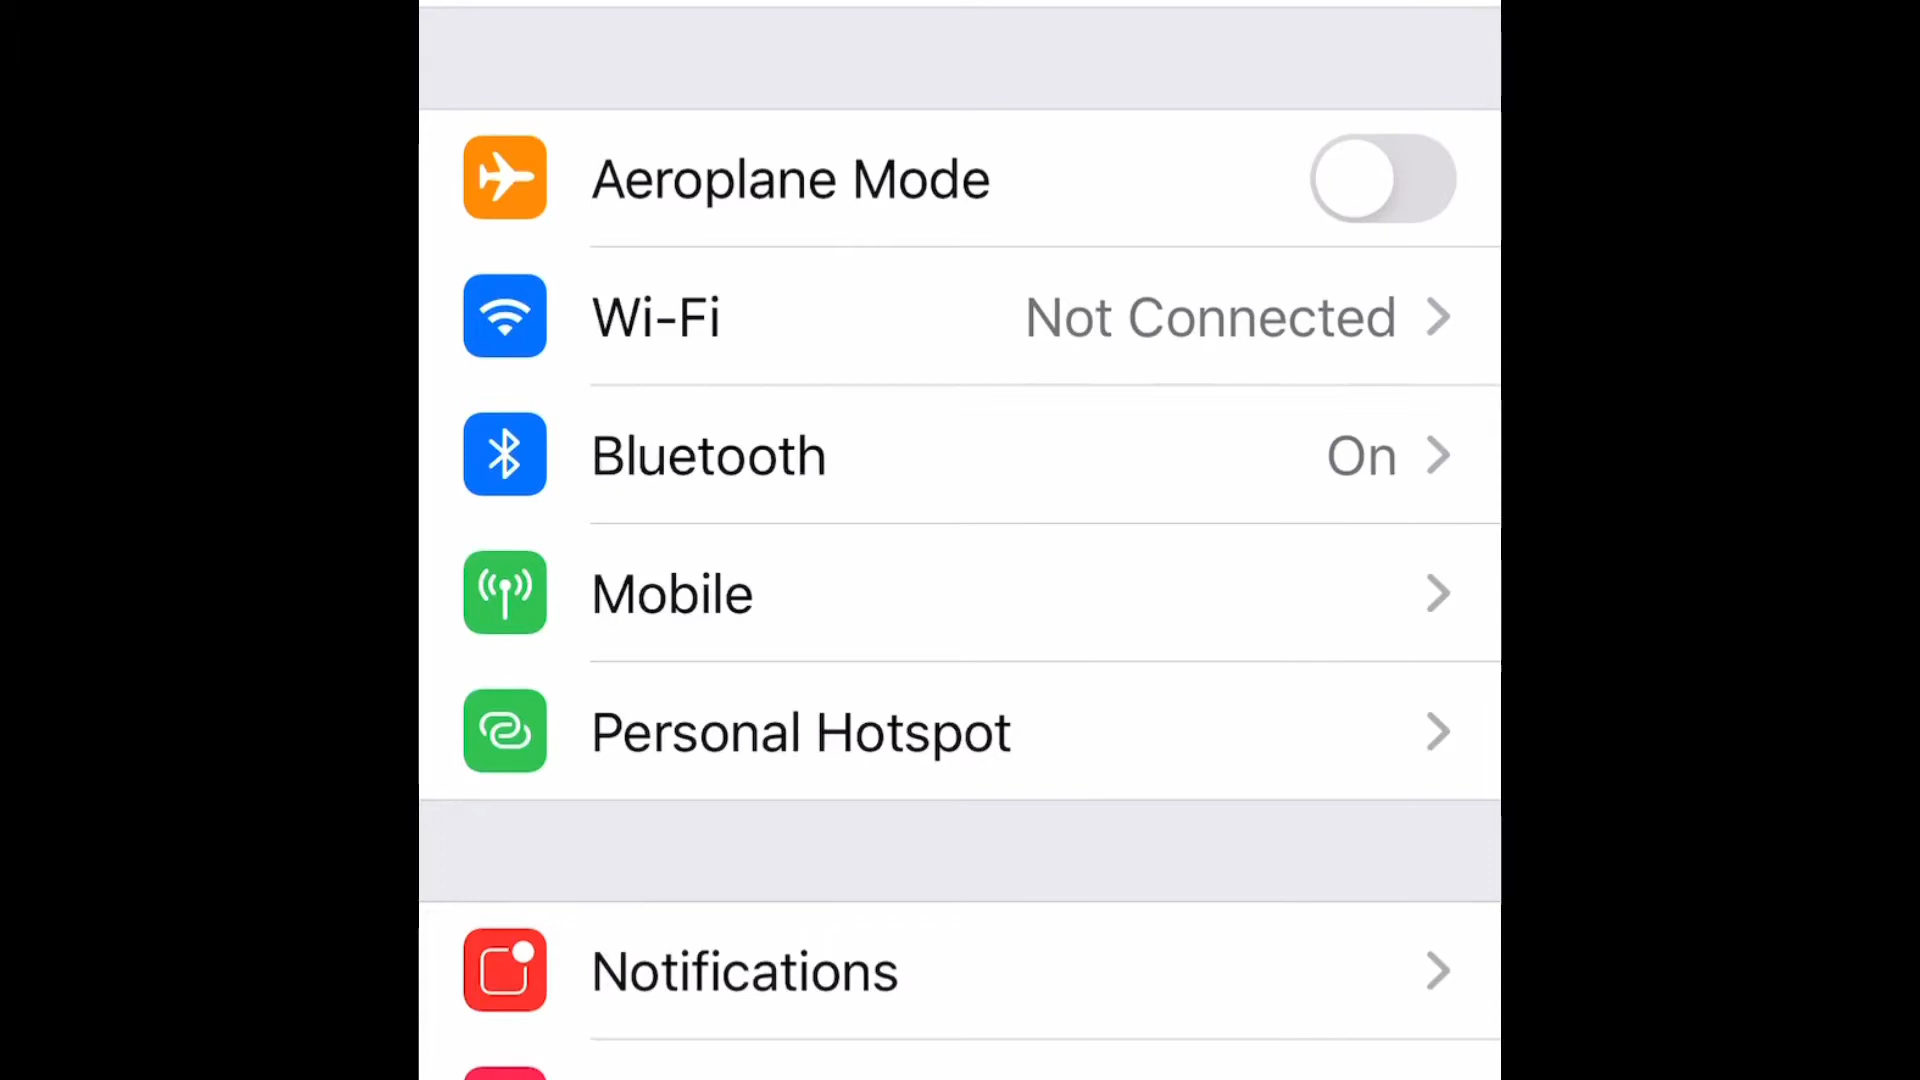 Aeroplane Mode
Wi-Fi Not Connected
Bluetooth On
Mobile
Personal Hotspot
Notifications